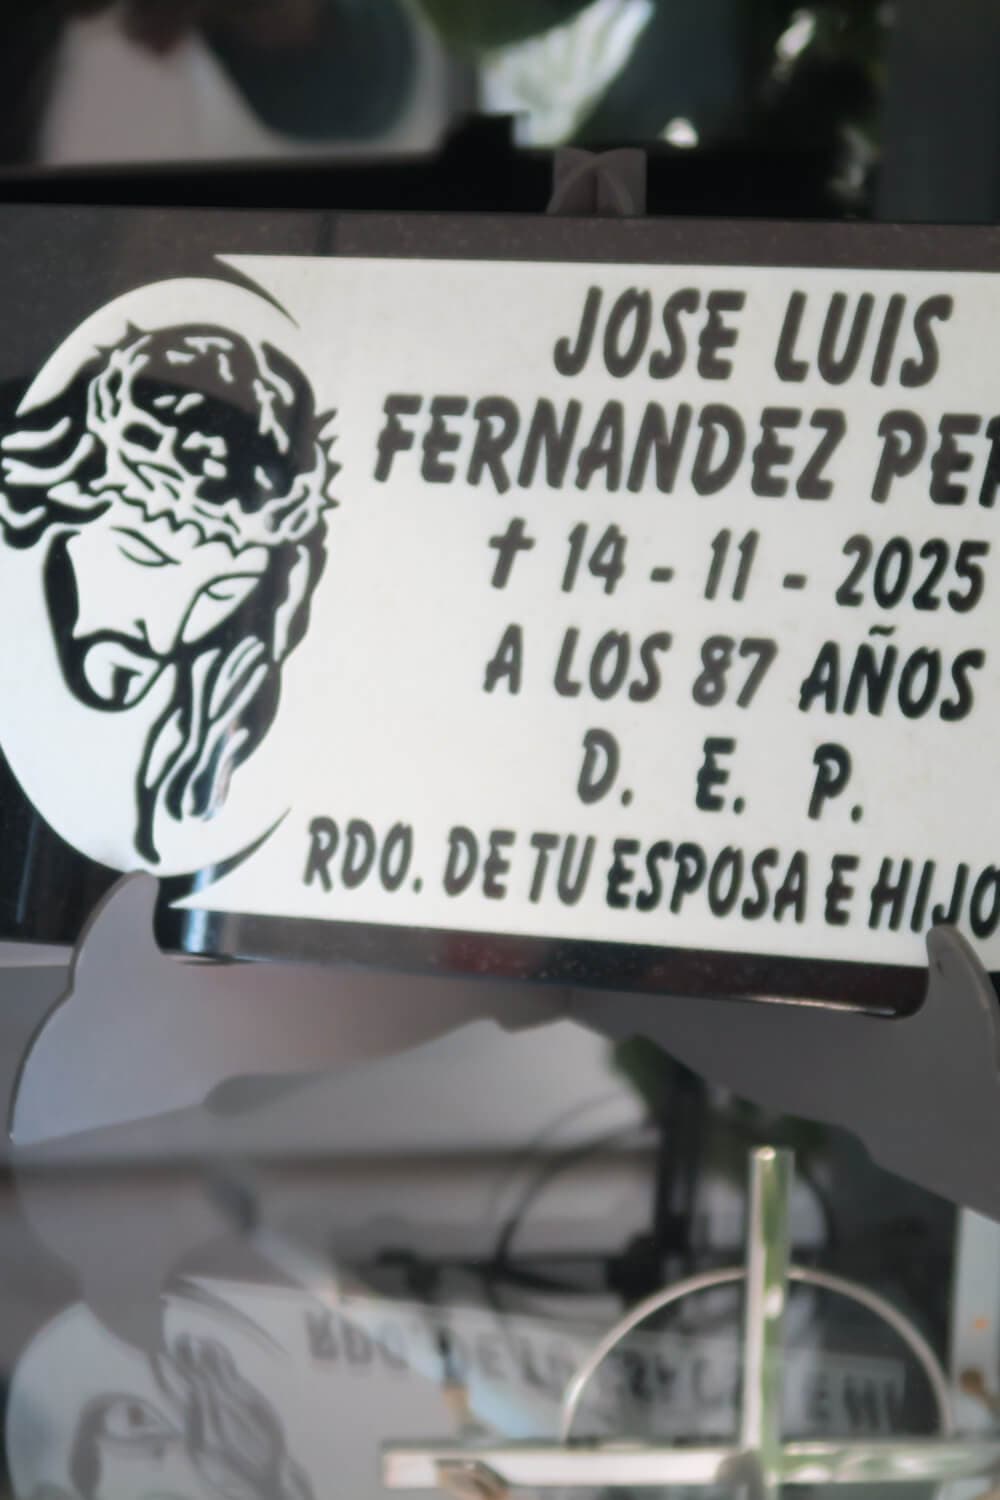 JOSE LUIS
FERNANDEZ
✝ 14 - 11 - 2025
A LOS 87 AÑOS
D. E. P.
RDO. DE TU ESPOSA E